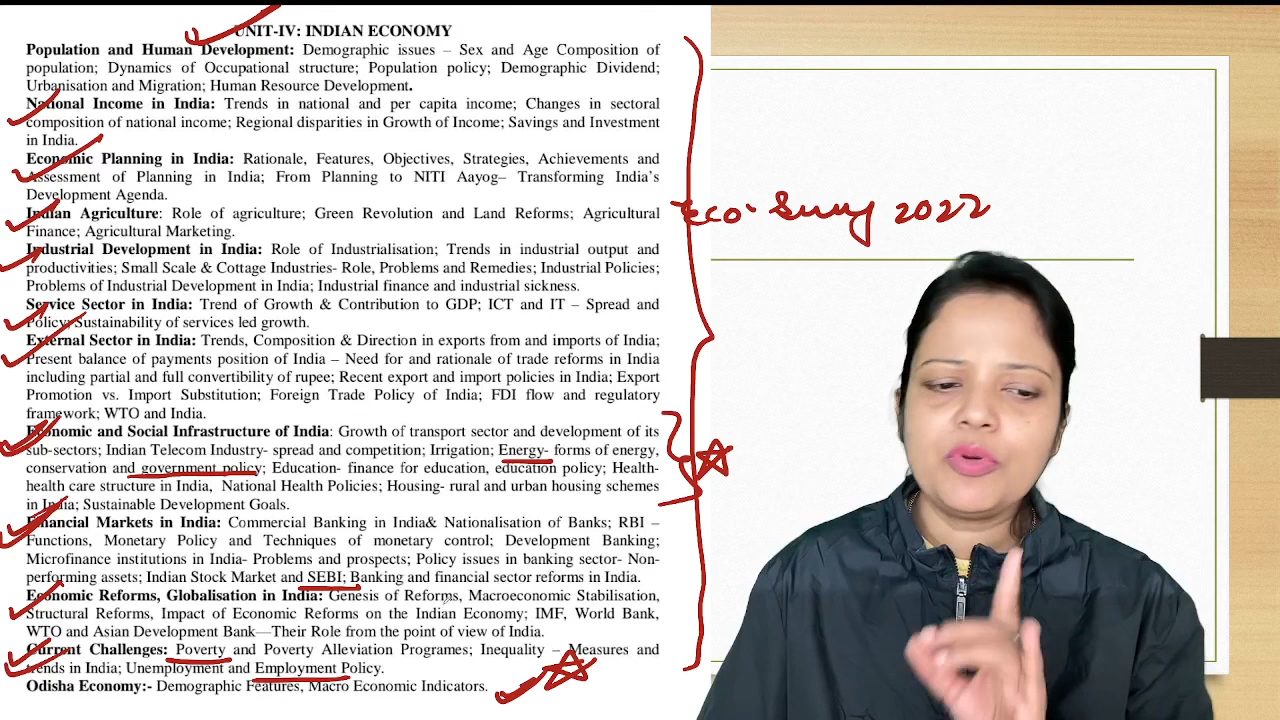 UNIT-IV: INDIAN ECONOMY
Population and Human Development: Demographic issues – Sex and Age Composition of
population; Dynamics of Occupational structure; Population policy; Demographic Dividend;
Urbanisation and Migration; Human Resource Development.
National Income in India: Trends in national and per capita income; Changes in sectoral
composition of national income; Regional disparities in Growth of Income; Savings and Investment
in India.
Economic Planning in India: Rationale, Features, Objectives, Strategies, Achievements and
Assessment of Planning in India; From Planning to NITI Aayog– Transforming India's
Development Agenda.
Indian Agriculture: Role of agriculture; Green Revolution and Land Reforms; Agricultural
Finance; Agricultural Marketing.
Eco. Survey 2022
Industrial Development in India: Role of Industrialisation; Trends in industrial output and
productivities; Small Scale & Cottage Industries- Role, Problems and Remedies; Industrial Policies;
Problems of Industrial Development in India; Industrial finance and industrial sickness.
Service Sector in India: Trend of Growth & Contribution to GDP; ICT and IT – Spread and
Policy; Sustainability of services led growth.
External Sector in India: Trends, Composition & Direction in exports from and imports of India;
Present balance of payments position of India – Need for and rationale of trade reforms in India
including partial and full convertibility of rupee; Recent export and import policies in India; Export
Promotion vs. Import Substitution; Foreign Trade Policy of India; FDI flow and regulatory
framework; WTO and India.
Economic and Social Infrastructure of India: Growth of transport sector and development of its
sub-sectors; Indian Telecom Industry- spread and competition; Irrigation; Energy- forms of energy,
conservation and government policy; Education- finance for education, education policy; Health-
health care structure in India, National Health Policies; Housing- rural and urban housing schemes
in India; Sustainable Development Goals.
Financial Markets in India: Commercial Banking in India& Nationalisation of Banks; RBI –
Functions, Monetary Policy and Techniques of monetary control; Development Banking;
Microfinance institutions in India- Problems and prospects; Policy issues in banking sector- Non-
performing assets; Indian Stock Market and SEBI; Banking and financial sector reforms in India.
Economic Reforms, Globalisation in India: Genesis of Reforms, Macroeconomic Stabilisation,
Structural Reforms, Impact of Economic Reforms on the Indian Economy; IMF, World Bank,
WTO and Asian Development Bank—Their Role from the point of view of India.
Current Challenges: Poverty and Poverty Alleviation Programes; Inequality – Measures and
trends in India; Unemployment and Employment Policy.
Odisha Economy:- Demographic Features, Macro Economic Indicators.